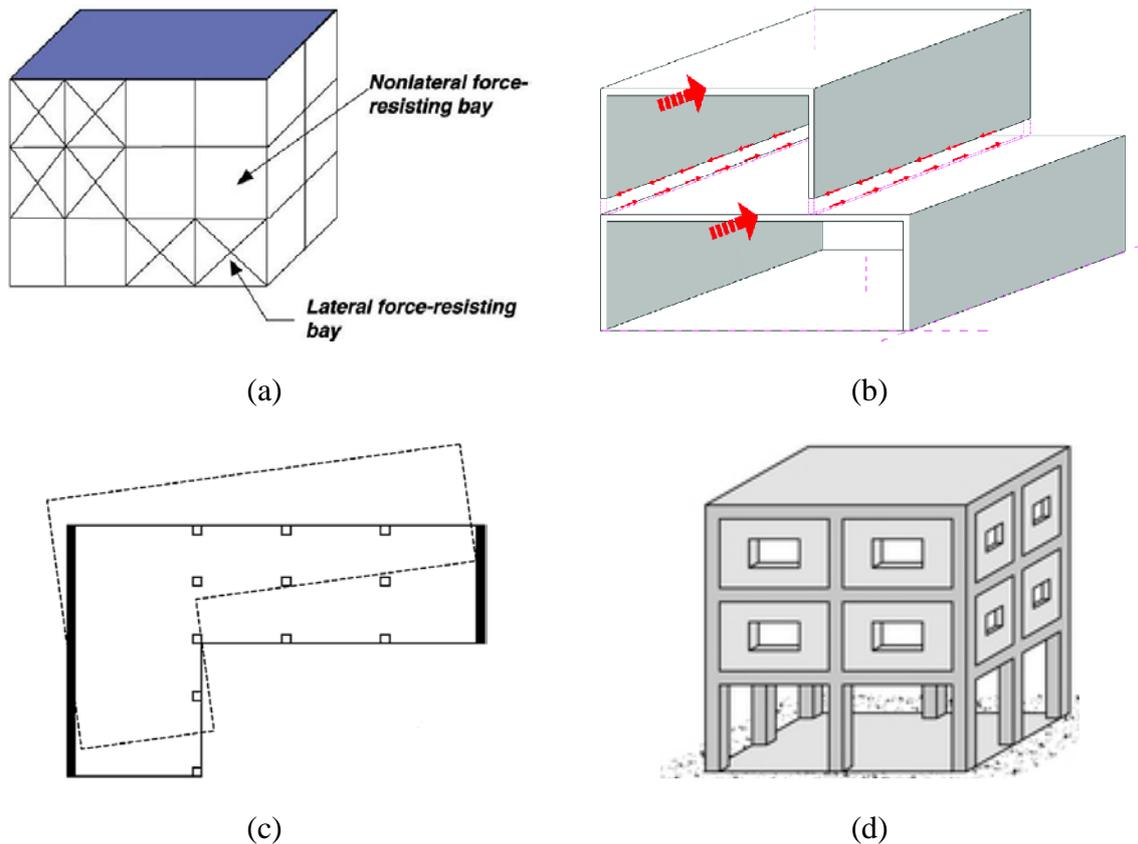 Nonlateral force-
resisting bay
Lateral force-resisting
bay
(a)
(b)
(c)
(d)